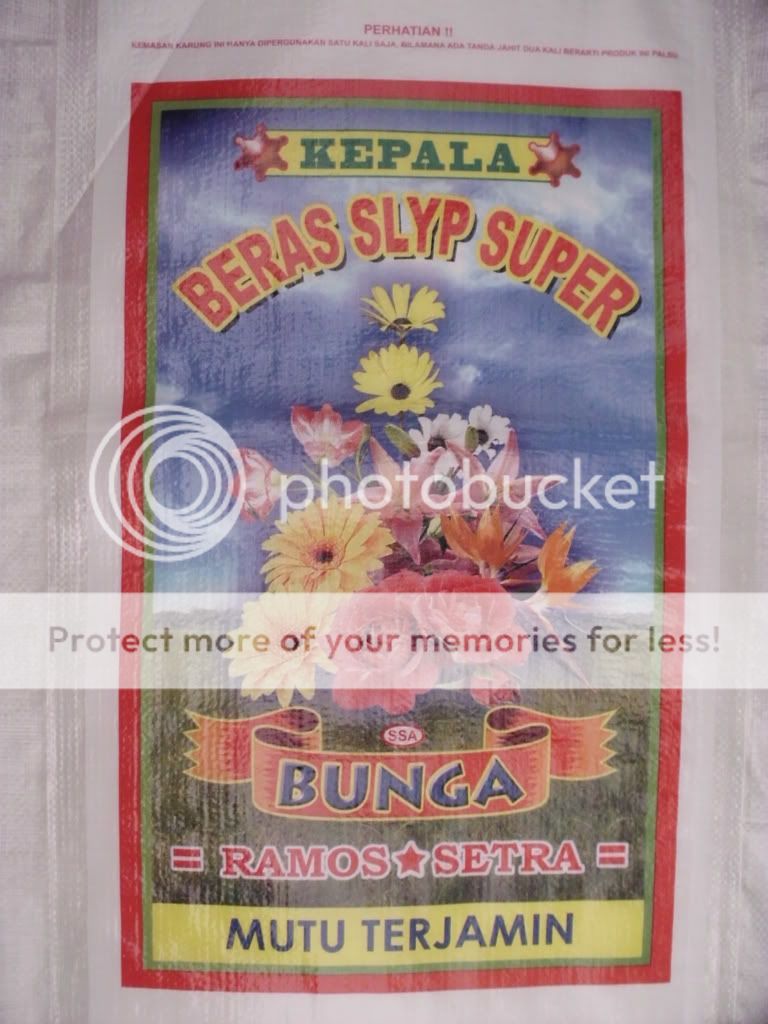 PERHATIAN !!
KEMASAN KARUNG INI HANYA DIPERGUNAKAN SATU KALI SAJA, BILAMANA ADA TANDA JAHIT DUA KALI BERARTI PRODUK INI PALSU
KEPALA
BERAS SLYP SUPER
photobucket
Protect more of your memories for less!
SSA
BUNGA
= RAMOS★SETRA =
MUTU TERJAMIN